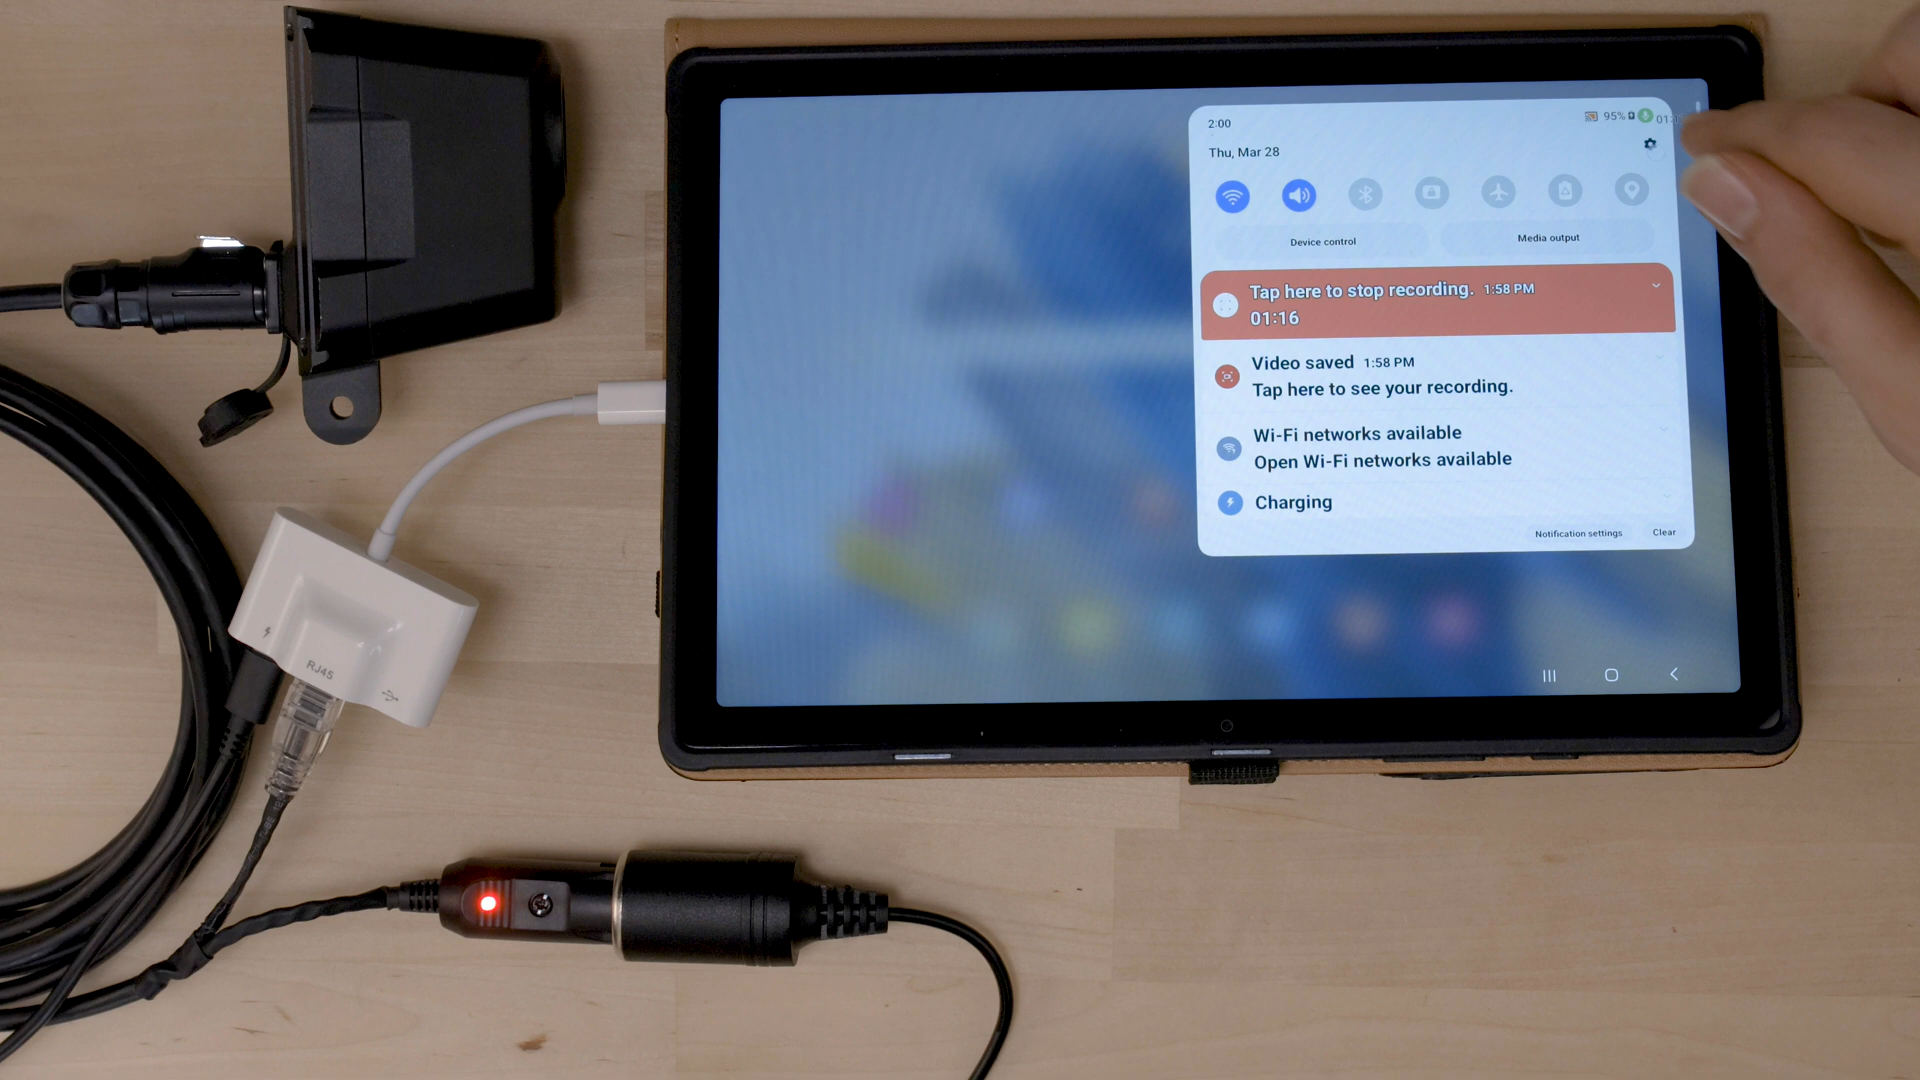 2:00
95%
Thu, Mar 28
Device control
Media output
Tap here to stop recording. 1:58 PM
01:16
Video saved 1:58 PM
Tap here to see your recording.
Wi-Fi networks available
Open Wi-Fi networks available
Charging
Notification settings
Clear
RJ45